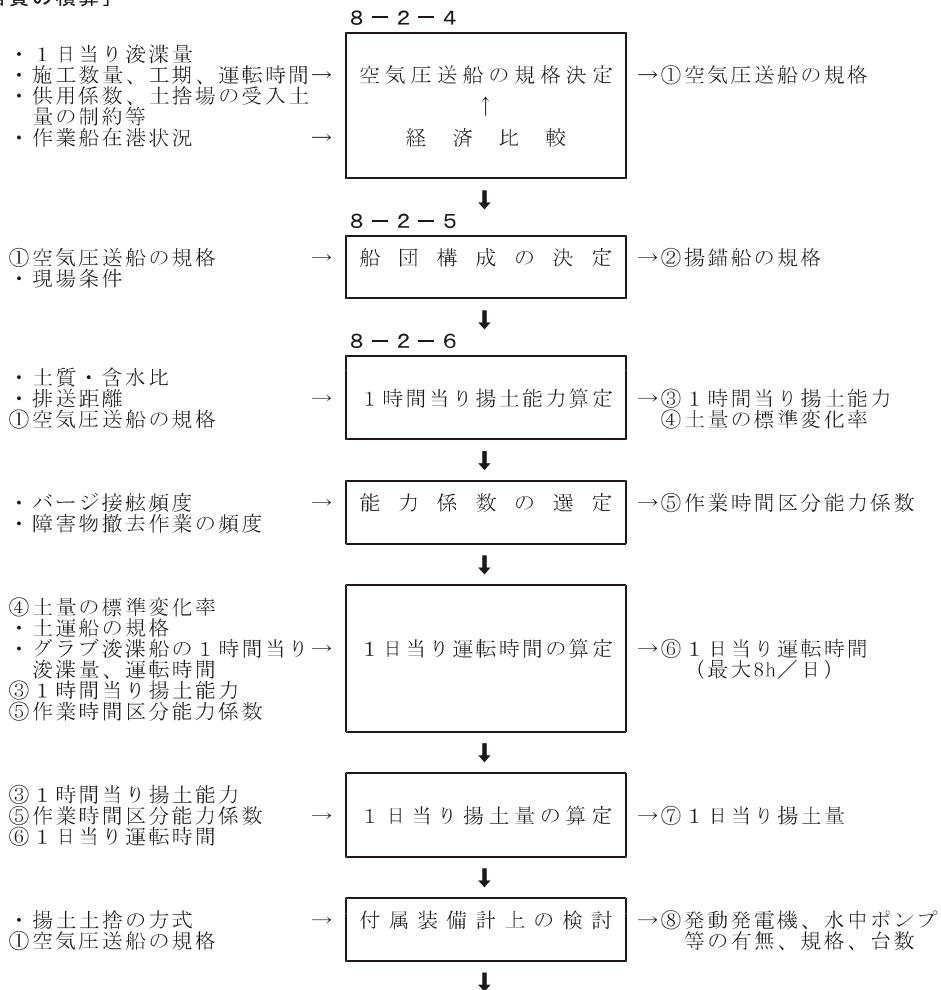 費の積算］
８－２－４
・１日当り浚渫量
・施工数量、工期、運転時間→ 空気圧送船の規格決定 →①空気圧送船の規格
・供用係数、土捨場の受入土 ↑
量の制約等
・作業船在港状況 → 経済比較
⬇
８－２－５
①空気圧送船の規格 → 船団構成の決定 →②揚錨船の規格
・現場条件
⬇
８－２－６
・土質・含水比
・排送距離 → １時間当り揚土能力算定 →③１時間当り揚土能力
①空気圧送船の規格 ④土量の標準変化率
⬇
・バージ接舷頻度 → 能力係数の選定 →⑤作業時間区分能力係数
・障害物撤去作業の頻度
⬇
④土量の標準変化率
・土運船の規格
・グラブ浚渫船の１時間当り→ １日当り運転時間の算定 →⑥１日当り運転時間
浚渫量、運転時間 (最大8h／日)
③１時間当り揚土能力
⑤作業時間区分能力係数
⬇
③１時間当り揚土能力
⑤作業時間区分能力係数 → １日当り揚土量の算定 →⑦１日当り揚土量
⑥１日当り運転時間
⬇
・揚土土捨の方式 → 付属装備計上の検討 →⑧発動発電機、水中ポンプ
①空気圧送船の規格 等の有無、規格、台数
⬇